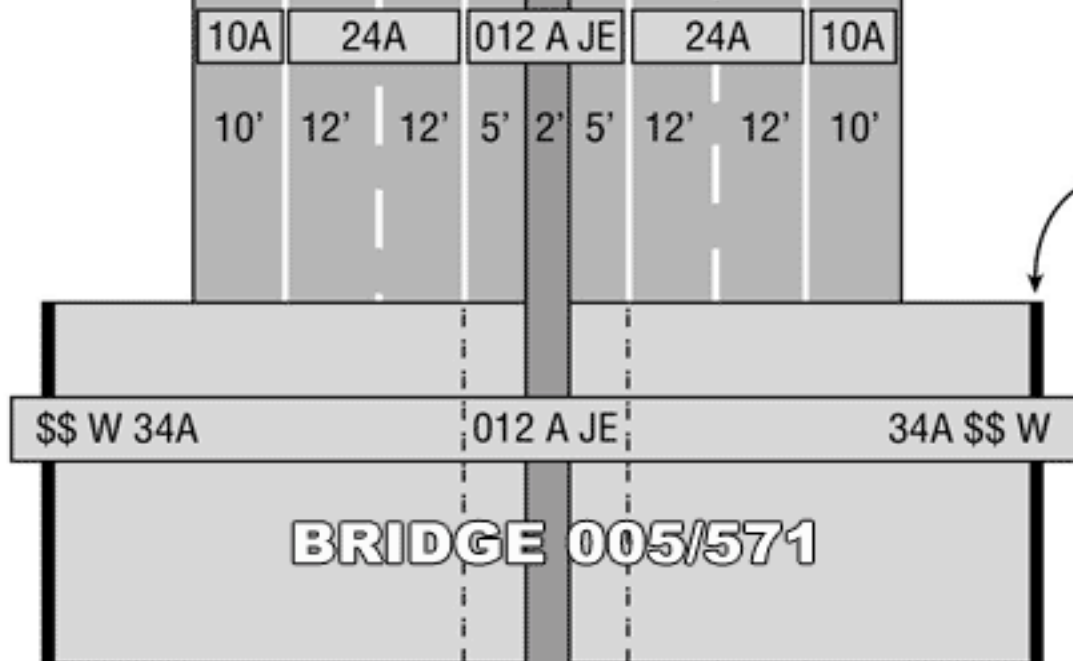 10A 24A 012 A JE 24A 10A
10’ 12’ 12’ 5’ 2’ 5’ 12’ 12’ 10’
$$ W 34A 012 A JE 34A $$ W
BRIDGE 005/571